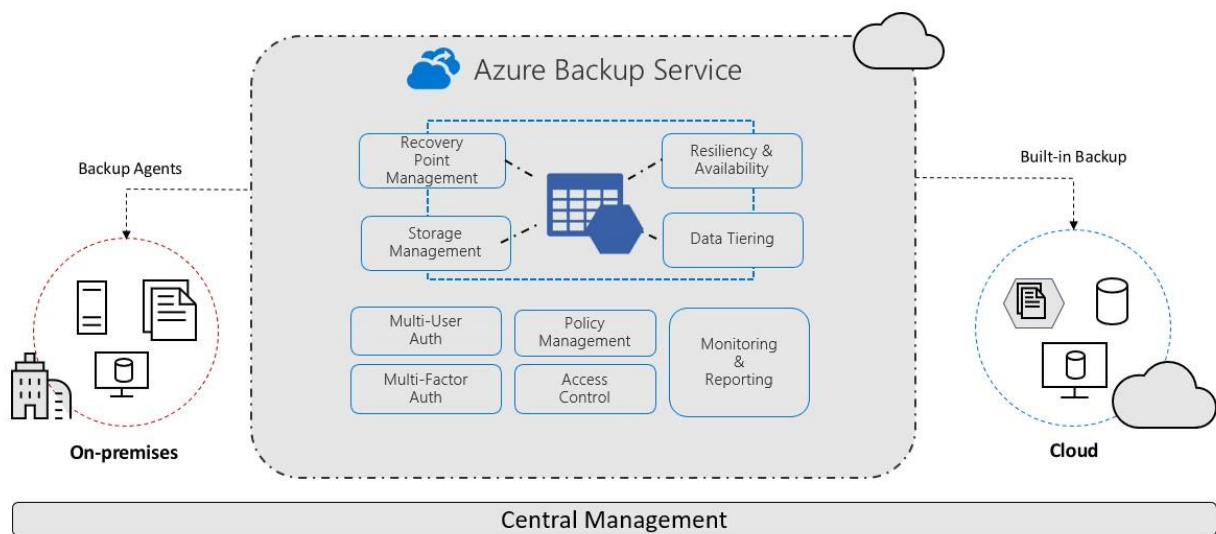 Azure Backup Service
Recovery
Point
Management
Resiliency &
Availability
Storage
Management
Data Tiering
Multi-User
Auth
Policy
Management
Monitoring
&
Reporting
Multi-Factor
Auth
Access
Control
Backup Agents
On-premises
Built-in Backup
Cloud
Central Management